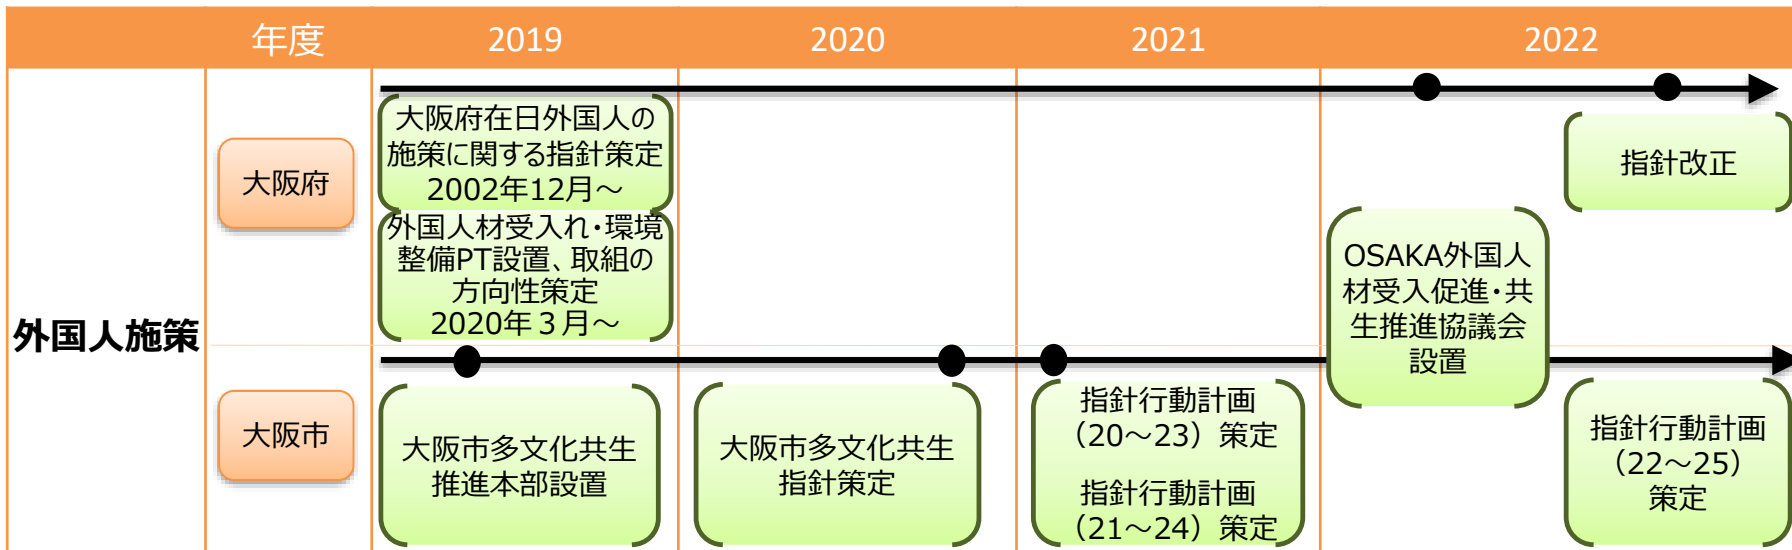 年度
2019
2020
2021
2022
外国人施策
大阪府
大阪府在日外国人の
施策に関する指針策定
2002年12月～
外国人材受入れ・環境
整備PT設置、取組の
方向性策定
2020年３月～
OSAKA外国人
材受入促進・共
生推進協議会
設置
指針改正
大阪市
大阪市多文化共生
推進本部設置
大阪市多文化共生
指針策定
指針行動計画
（20～23）策定
指針行動計画
（21～24）策定
指針行動計画
（22～25）
策定